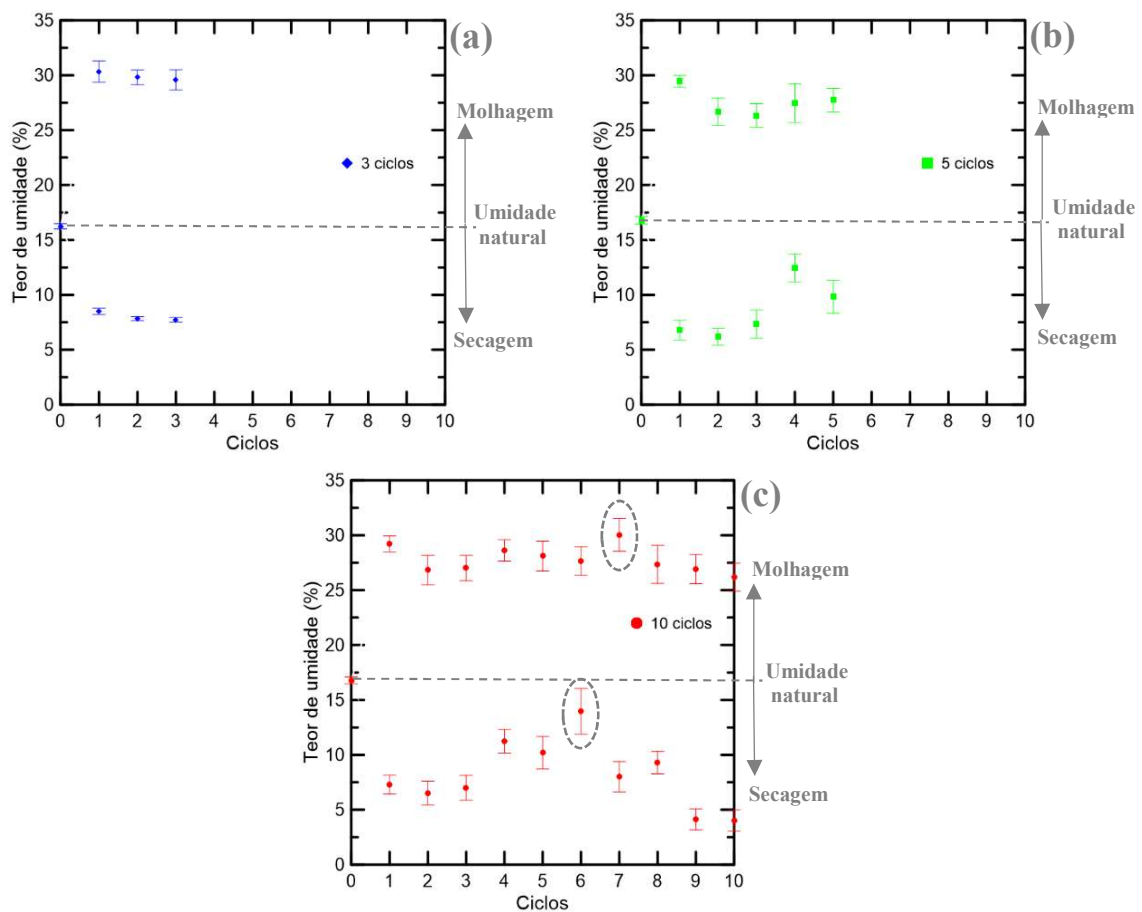 (a)
35
30
25
20
15
10
5
0
Teor de umidade (%)
3 ciclos
Molhagem
Umidade
natural
Secagem
0 1 2 3 4 5 6 7 8 9 10
Ciclos
(b)
35
30
25
20
15
10
5
0
Teor de umidade (%)
5 ciclos
Molhagem
Umidade
natural
Secagem
0 1 2 3 4 5 6 7 8 9 10
Ciclos
(c)
35
30
25
20
15
10
5
0
Teor de umidade (%)
10 ciclos
Molhagem
Umidade
natural
Secagem
0 1 2 3 4 5 6 7 8 9 10
Ciclos